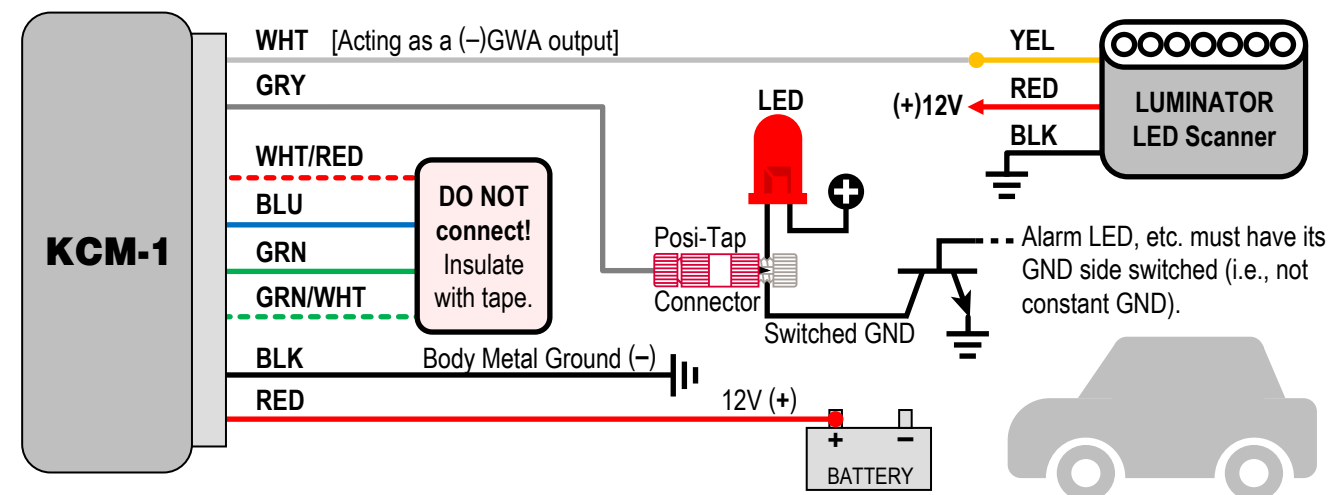 WHT [Acting as a (–)GWA output]
YEL
GRY
LED
(+)12V
RED
LUMINATOR
LED Scanner
BLK
WHT/RED
BLU
GRN
GRN/WHT
DO NOT
connect!
Insulate
with tape.
KCM-1
Posi-Tap
Connector
Switched GND
Alarm LED, etc. must have its
GND side switched (i.e., not
constant GND).
BLK
Body Metal Ground (–)
RED
12V (+)
+ –
BATTERY